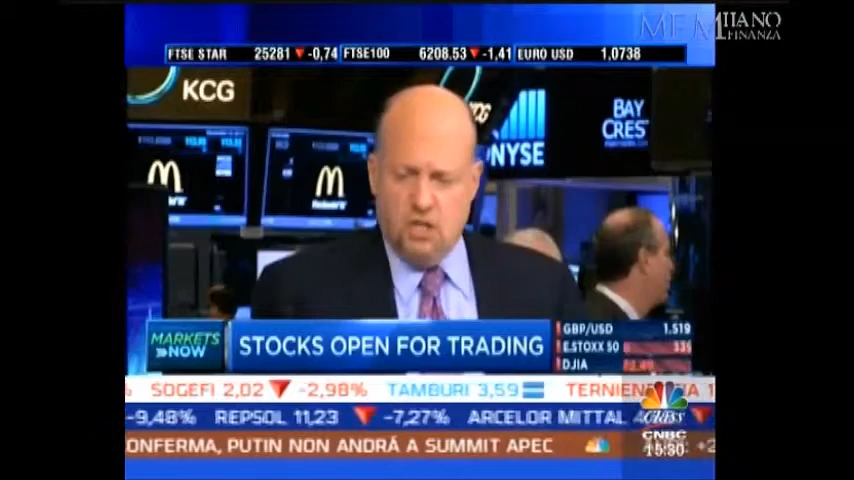 MF MILANO
FINANZA
FTSE STAR 25281 -0,74 FTSE100 6208.53 -1,41 EURO USD 1,0738
KCG
KCG
NYSE
BAY
CREST
MARKETS
NOW
STOCKS OPEN FOR TRADING
GBP/USD 1.519
E.STOXX 50
DJIA
SOGEFI 2,02 -2,98% TAMBURI 3,59
-9,48% REPSOL 11,23 -7,27% ARCELOR MITTAL
ONFERMA, PUTIN NON ANDRÁ A SUMMIT APEC
CLASS
CNBC
15:30